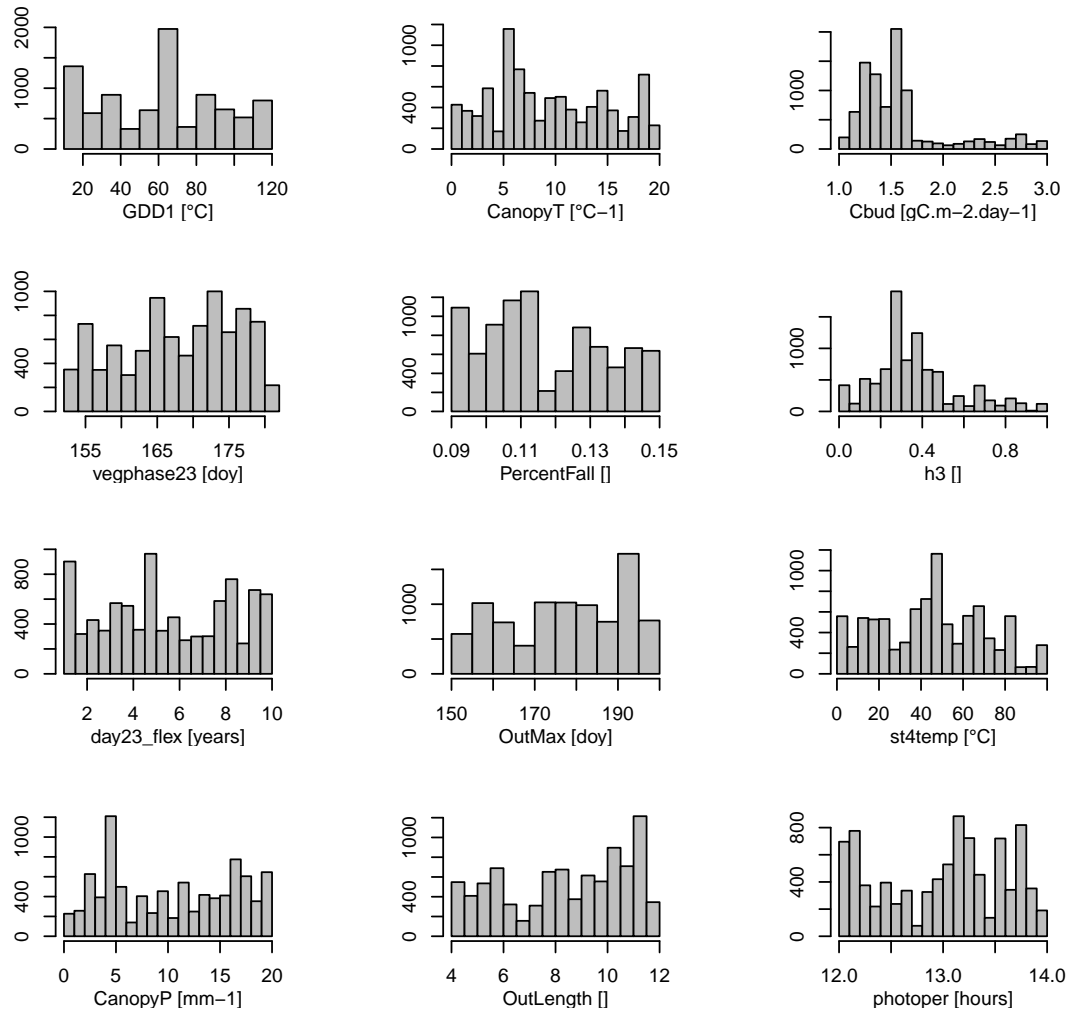 0 1000 2000
20 40 60 80 120
GDD1 [°C]
0 400 1000
0 5 10 15 20
CanopyT [°C−1]
0 1000
1.0 1.5 2.0 2.5 3.0
Cbud [gC.m−2.day−1]
0 400 1000
155 165 175
vegphase23 [doy]
0 400 1000
0.09 0.11 0.13 0.15
PercentFall []
0 1000
0.0 0.4 0.8
h3 []
0 400 800
2 4 6 8 10
day23_flex [years]
0 1000
150 170 190
OutMax [doy]
0 400 1000
0 20 40 60 80
st4temp [°C]
0 400 1000
0 5 10 15 20
CanopyP [mm−1]
0 400 1000
4 6 8 10 12
OutLength []
0 400 800
12.0 13.0 14.0
photoper [hours]